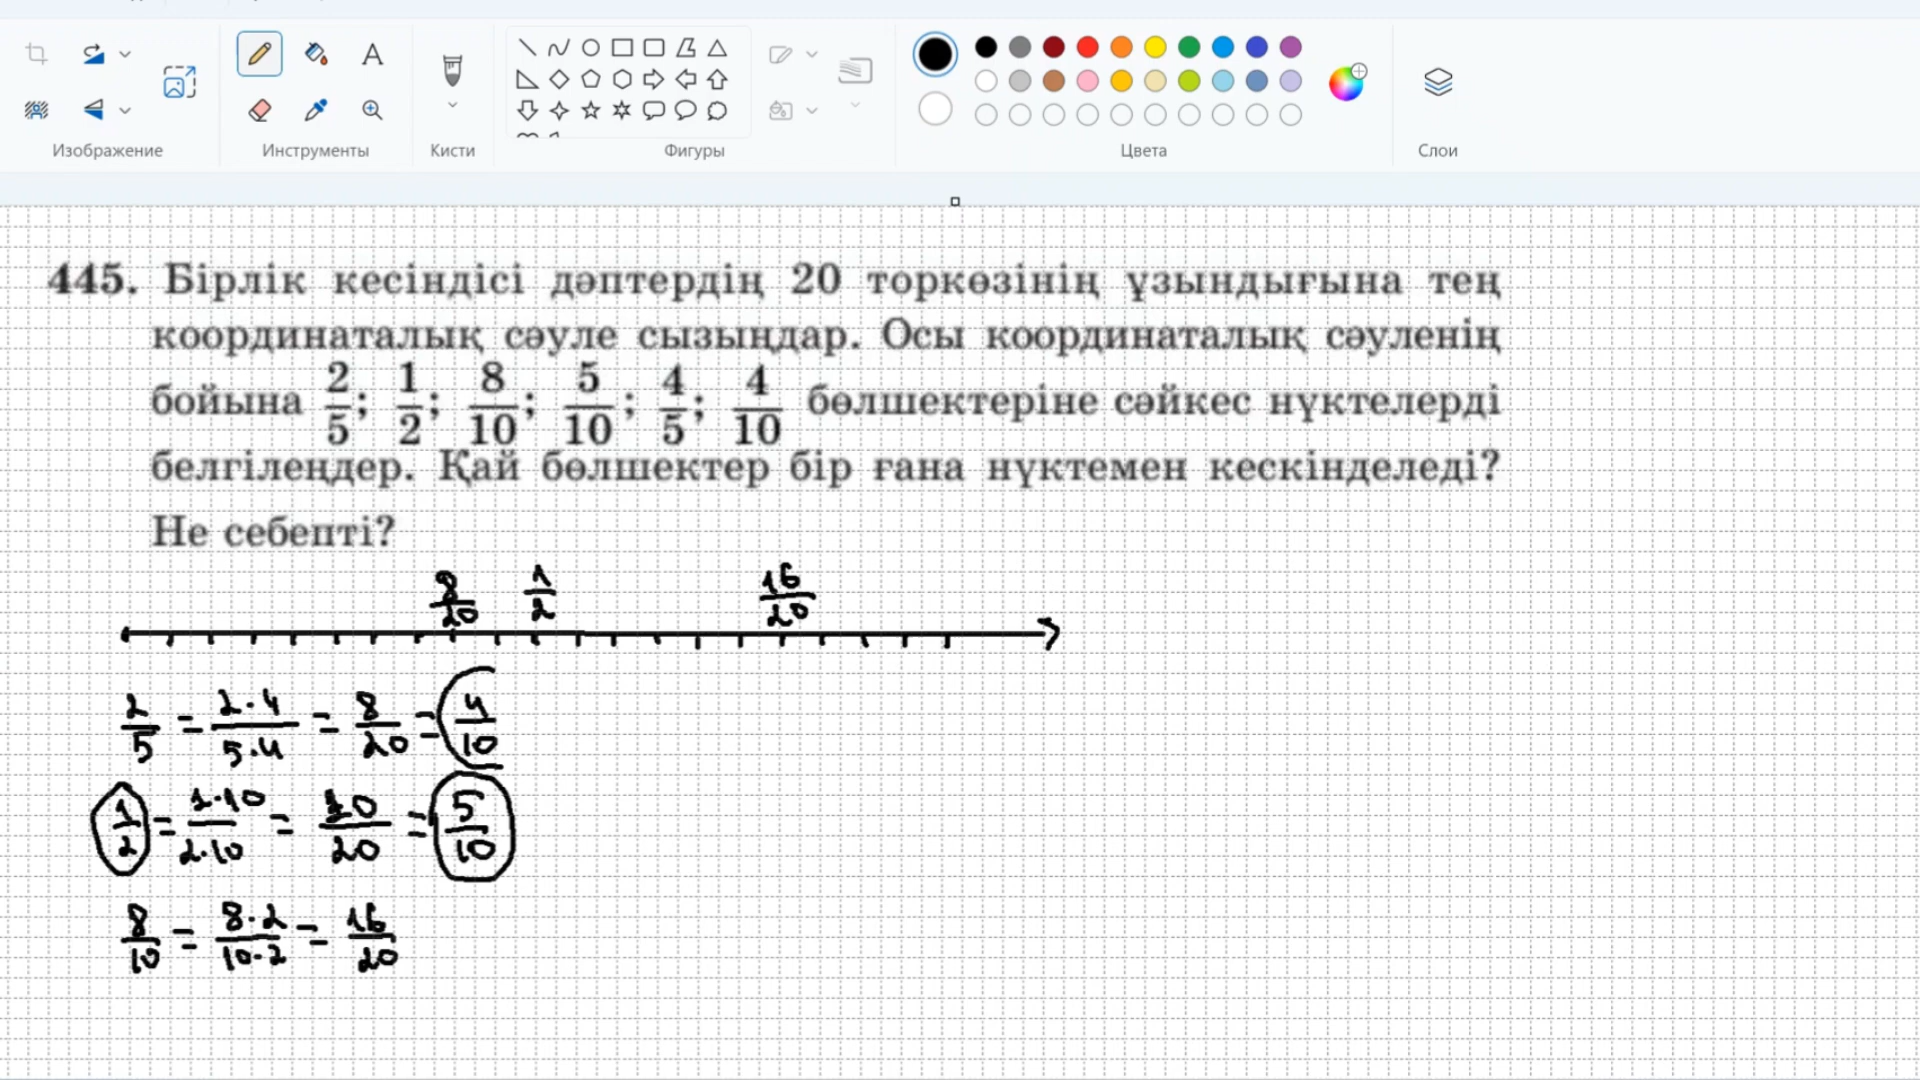 Изображение
Инструменты
Кисти
Фигуры
Цвета
Слои
445. Бірлік кесіндісі дәптердің 20 торкөзінің ұзындығына тең
координаталық сәуле сызыңдар. Осы координаталық сәуленің
бойына 2/5; 1/2; 8/10; 5/10; 4/5; 4/10 бөлшектеріне сәйкес нүктелерді
белгілеңдер. Қай бөлшектер бір ғана нүктемен кескінделеді?
Не себепті?
8/20 1/2 16/20
2/5 = 2·4/5·4 = 8/20 = 4/10
1/2 = 1·10/2·10 = 10/20 = 5/10
8/10 = 8·2/10·2 = 16/20